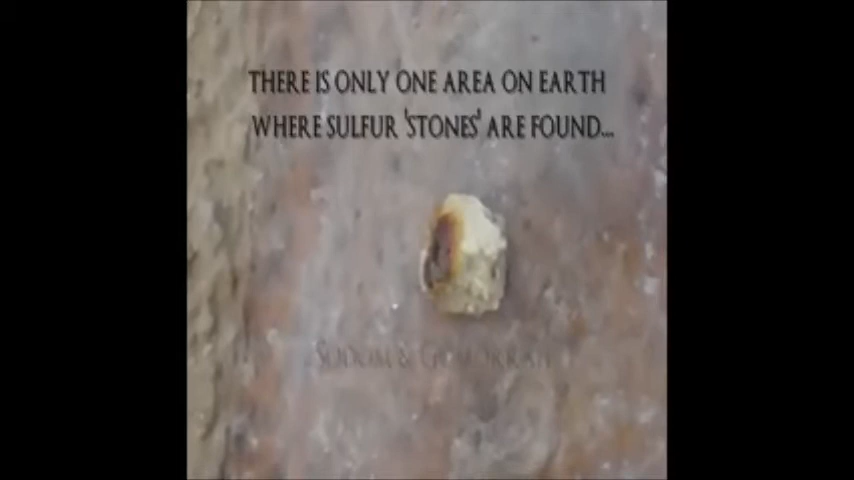 THERE IS ONLY ONE AREA ON EARTH
WHERE SULFUR 'STONES' ARE FOUND...
SODOM & GOMORRAH